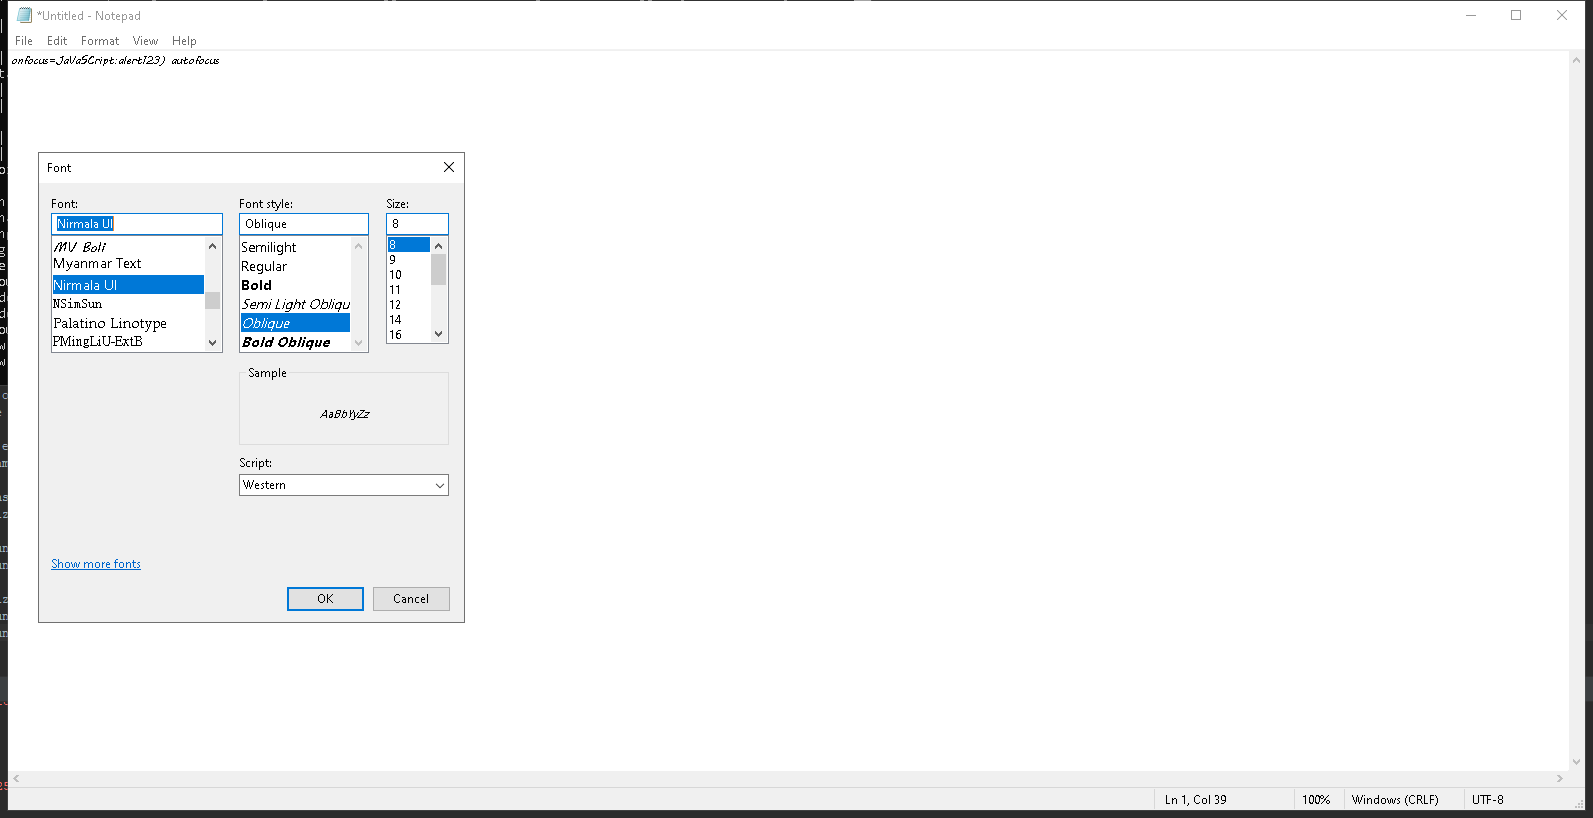 *Untitled - Notepad
File Edit Format View Help
onfocus=JaVaSCript:alert123) autofocus
Font
Font: Font style: Size:
Nirmala UI Oblique 8
MV Boli
Myanmar Text
Nirmala UI
NSimSun
Palatino Linotype
PMingLiU-ExtB
Semilight
Regular
Bold
Semi Light Obliqu
Oblique
Bold Oblique
8
9
10
11
12
14
16
Sample
AaBbYyZz
Script:
Western
Show more fonts
OK Cancel
Ln 1, Col 39 100% Windows (CRLF) UTF-8